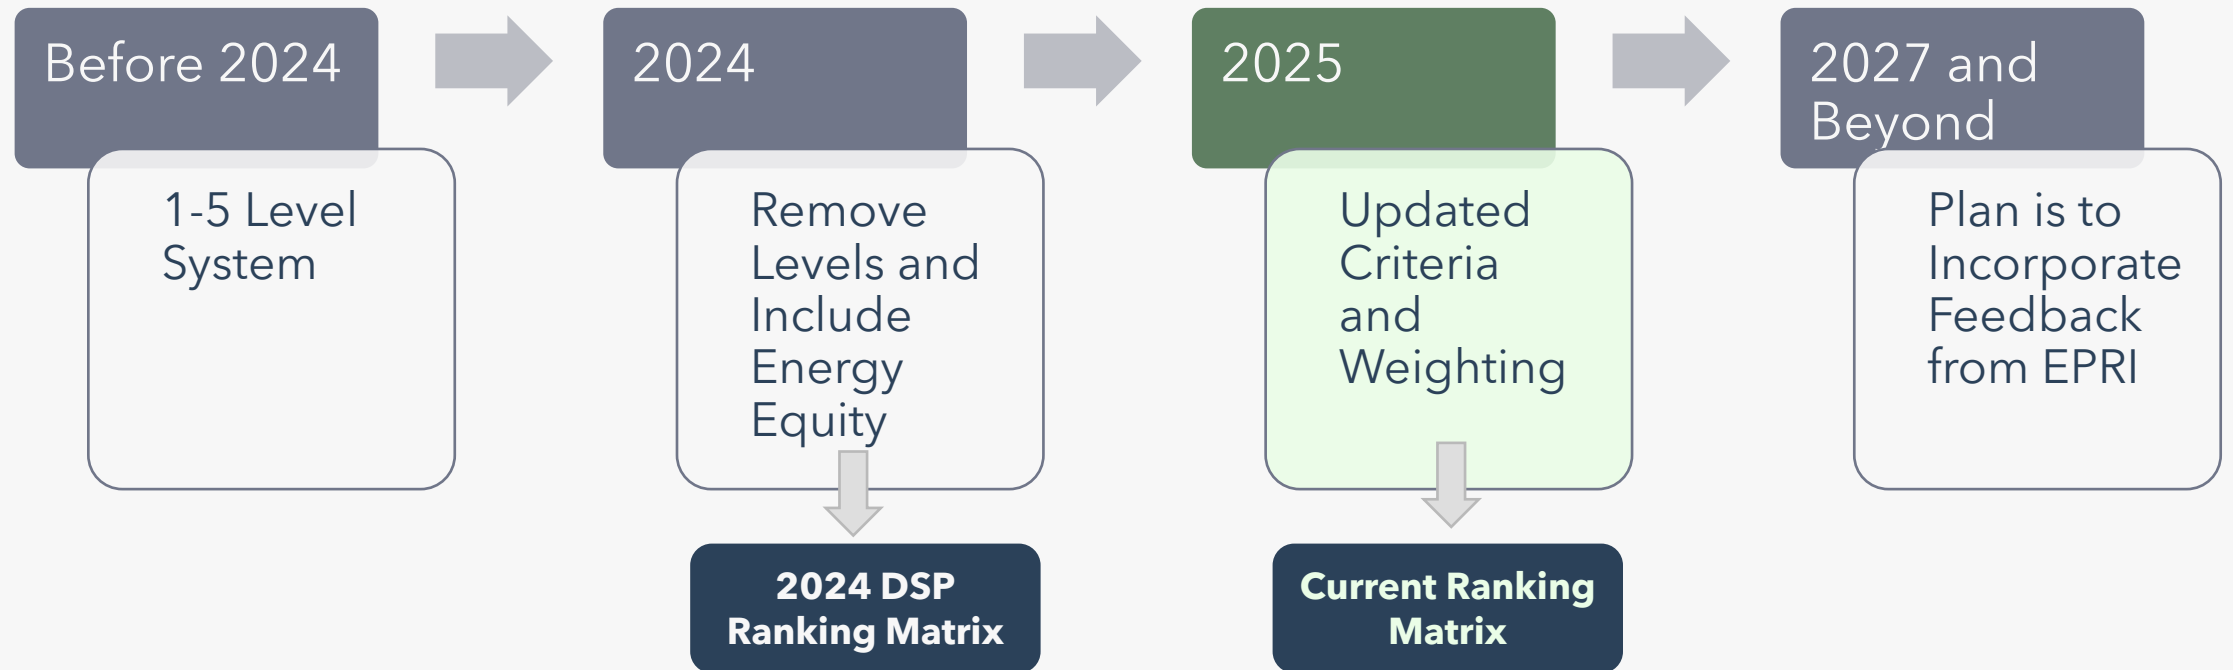 Before 2024
1-5 Level
System
2024
Remove
Levels and
Include
Energy
Equity
2024 DSP
Ranking Matrix
2025
Updated
Criteria
and
Weighting
Current Ranking
Matrix
2027 and
Beyond
Plan is to
Incorporate
Feedback
from EPRI